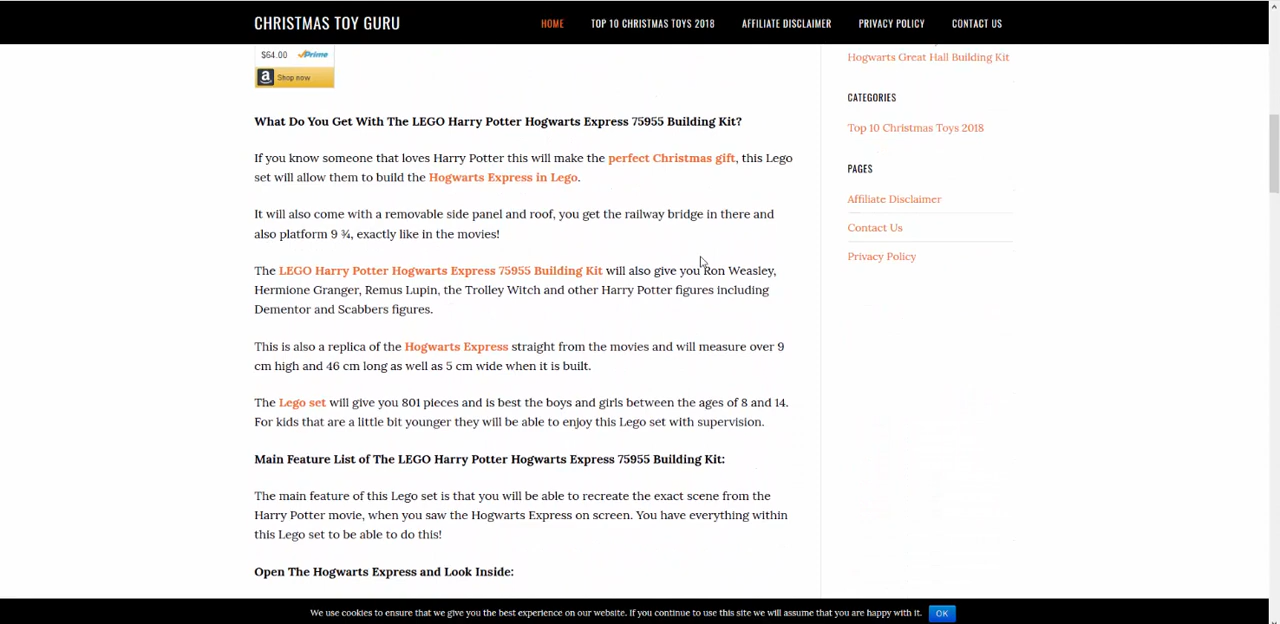 CHRISTMAS TOY GURU
HOME
TOP 10 CHRISTMAS TOYS 2018
AFFILIATE DISCLAIMER
PRIVACY POLICY
CONTACT US
$64.00 Prime
a Shop now
What Do You Get With The LEGO Harry Potter Hogwarts Express 75955 Building Kit?
If you know someone that loves Harry Potter this will make the perfect Christmas gift, this Lego
set will allow them to build the Hogwarts Express in Lego.
It will also come with a removable side panel and roof, you get the railway bridge in there and
also platform 9 ¾, exactly like in the movies!
The LEGO Harry Potter Hogwarts Express 75955 Building Kit will also give you Ron Weasley,
Hermione Granger, Remus Lupin, the Trolley Witch and other Harry Potter figures including
Dementor and Scabbers figures.
This is also a replica of the Hogwarts Express straight from the movies and will measure over 9
cm high and 46 cm long as well as 5 cm wide when it is built.
The Lego set will give you 801 pieces and is best the boys and girls between the ages of 8 and 14.
For kids that are a little bit younger they will be able to enjoy this Lego set with supervision.
Main Feature List of The LEGO Harry Potter Hogwarts Express 75955 Building Kit:
The main feature of this Lego set is that you will be able to recreate the exact scene from the
Harry Potter movie, when you saw the Hogwarts Express on screen. You have everything within
this Lego set to be able to do this!
Open The Hogwarts Express and Look Inside:
Hogwarts Great Hall Building Kit
CATEGORIES
Top 10 Christmas Toys 2018
PAGES
Affiliate Disclaimer
Contact Us
Privacy Policy
We use cookies to ensure that we give you the best experience on our website. If you continue to use this site we will assume that you are happy with it.
OK